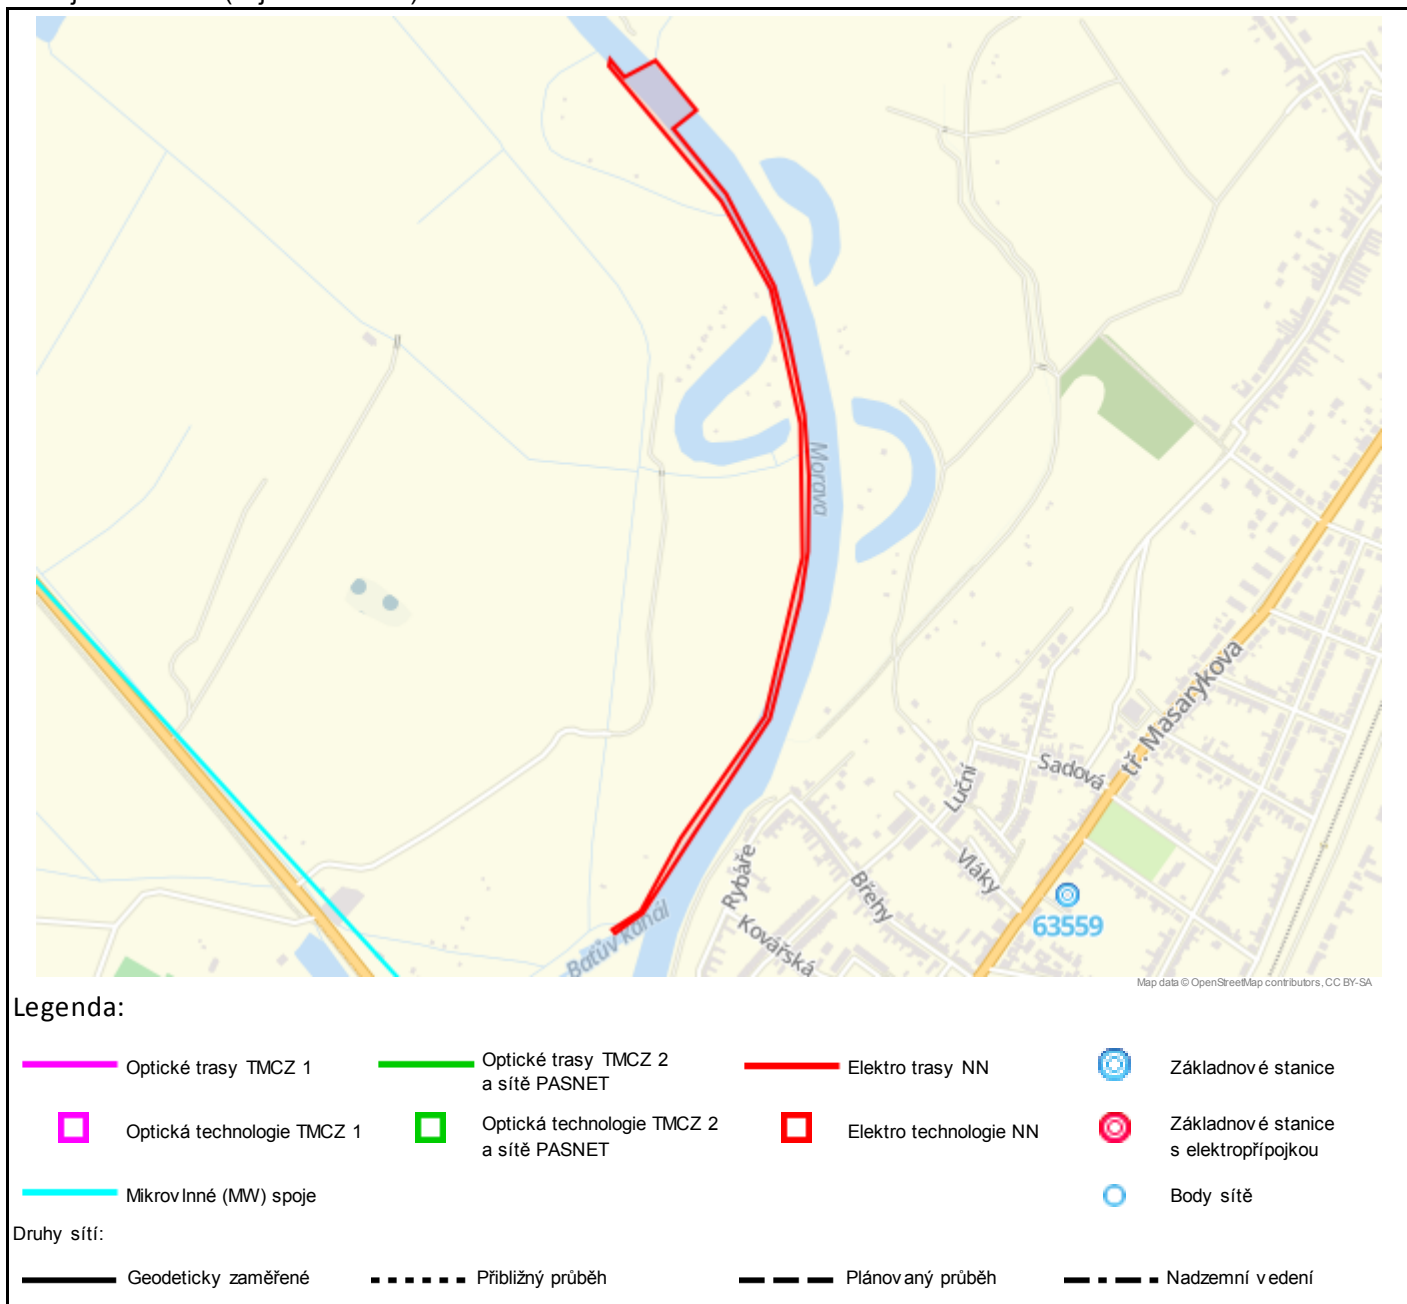 Morava
tř. Masarykova
Sadová
Luční
Vláky
Rybáře
Břehy
Kovářská
63559
Baťův kanál
Map data © OpenStreetMap contributors, CC BY-SA
Legenda:
Optické trasy TMCZ 1
Optické trasy TMCZ 2
a sítě PASNET
Elektro trasy NN
Základnové stanice
Optická technologie TMCZ 1
Optická technologie TMCZ 2
a sítě PASNET
Elektro technologie NN
Základnové stanice
s elektropřípojkou
Mikrovlnné (MW) spoje
Body sítě
Druhy sítí:
Geodeticky zaměřené
Přibližný průběh
Plánovaný průběh
Nadzemní vedení